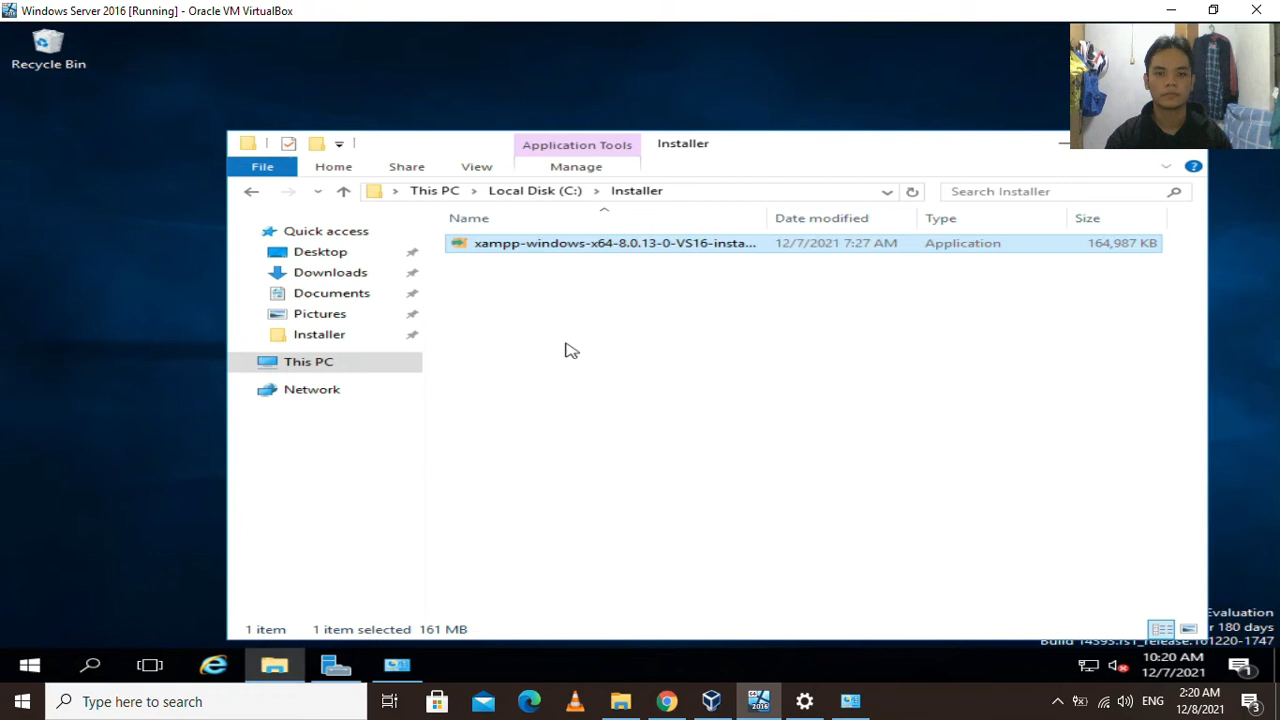 Windows Server 2016 [Running] - Oracle VM VirtualBox
Recycle Bin
Application Tools
Installer
File
Home
Share
View
Manage
This PC
Local Disk (C:)
Installer
Search Installer
Name
Date modified
Type
Size
Quick access
Desktop
Downloads
Documents
Pictures
Installer
This PC
Network
xampp-windows-x64-8.0.13-0-VS16-insta...
12/7/2021 7:27 AM
Application
164,987 KB
1 item
1 item selected
161 MB
Evaluation
r 180 days
Build 14393.rs1_release.161220-1747
10:20 AM
12/7/2021
1
Type here to search
2016
ENG
2:20 AM
12/8/2021
3